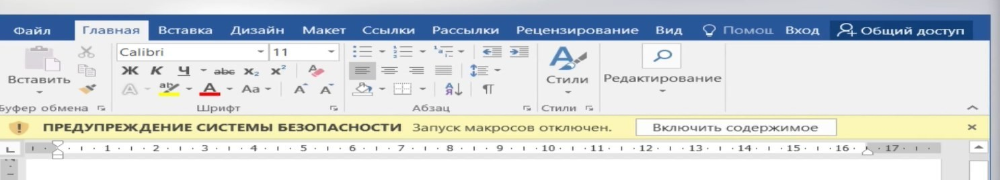 Файл Главная Вставка Дизайн Макет Ссылки Рассылки Рецензирование Вид Помощ Вход Общий доступ
Calibri 11
Вставить Ж К Ч abc x₂ x² Стили Редактирование
А ab А Aa А А А Я ¶
Буфер обмена Шрифт Абзац Стили
ПРЕДУПРЕЖДЕНИЕ СИСТЕМЫ БЕЗОПАСНОСТИ Запуск макросов отключен. Включить содержимое
1 2 3 4 5 6 7 8 9 10 11 12 13 14 15 16 17